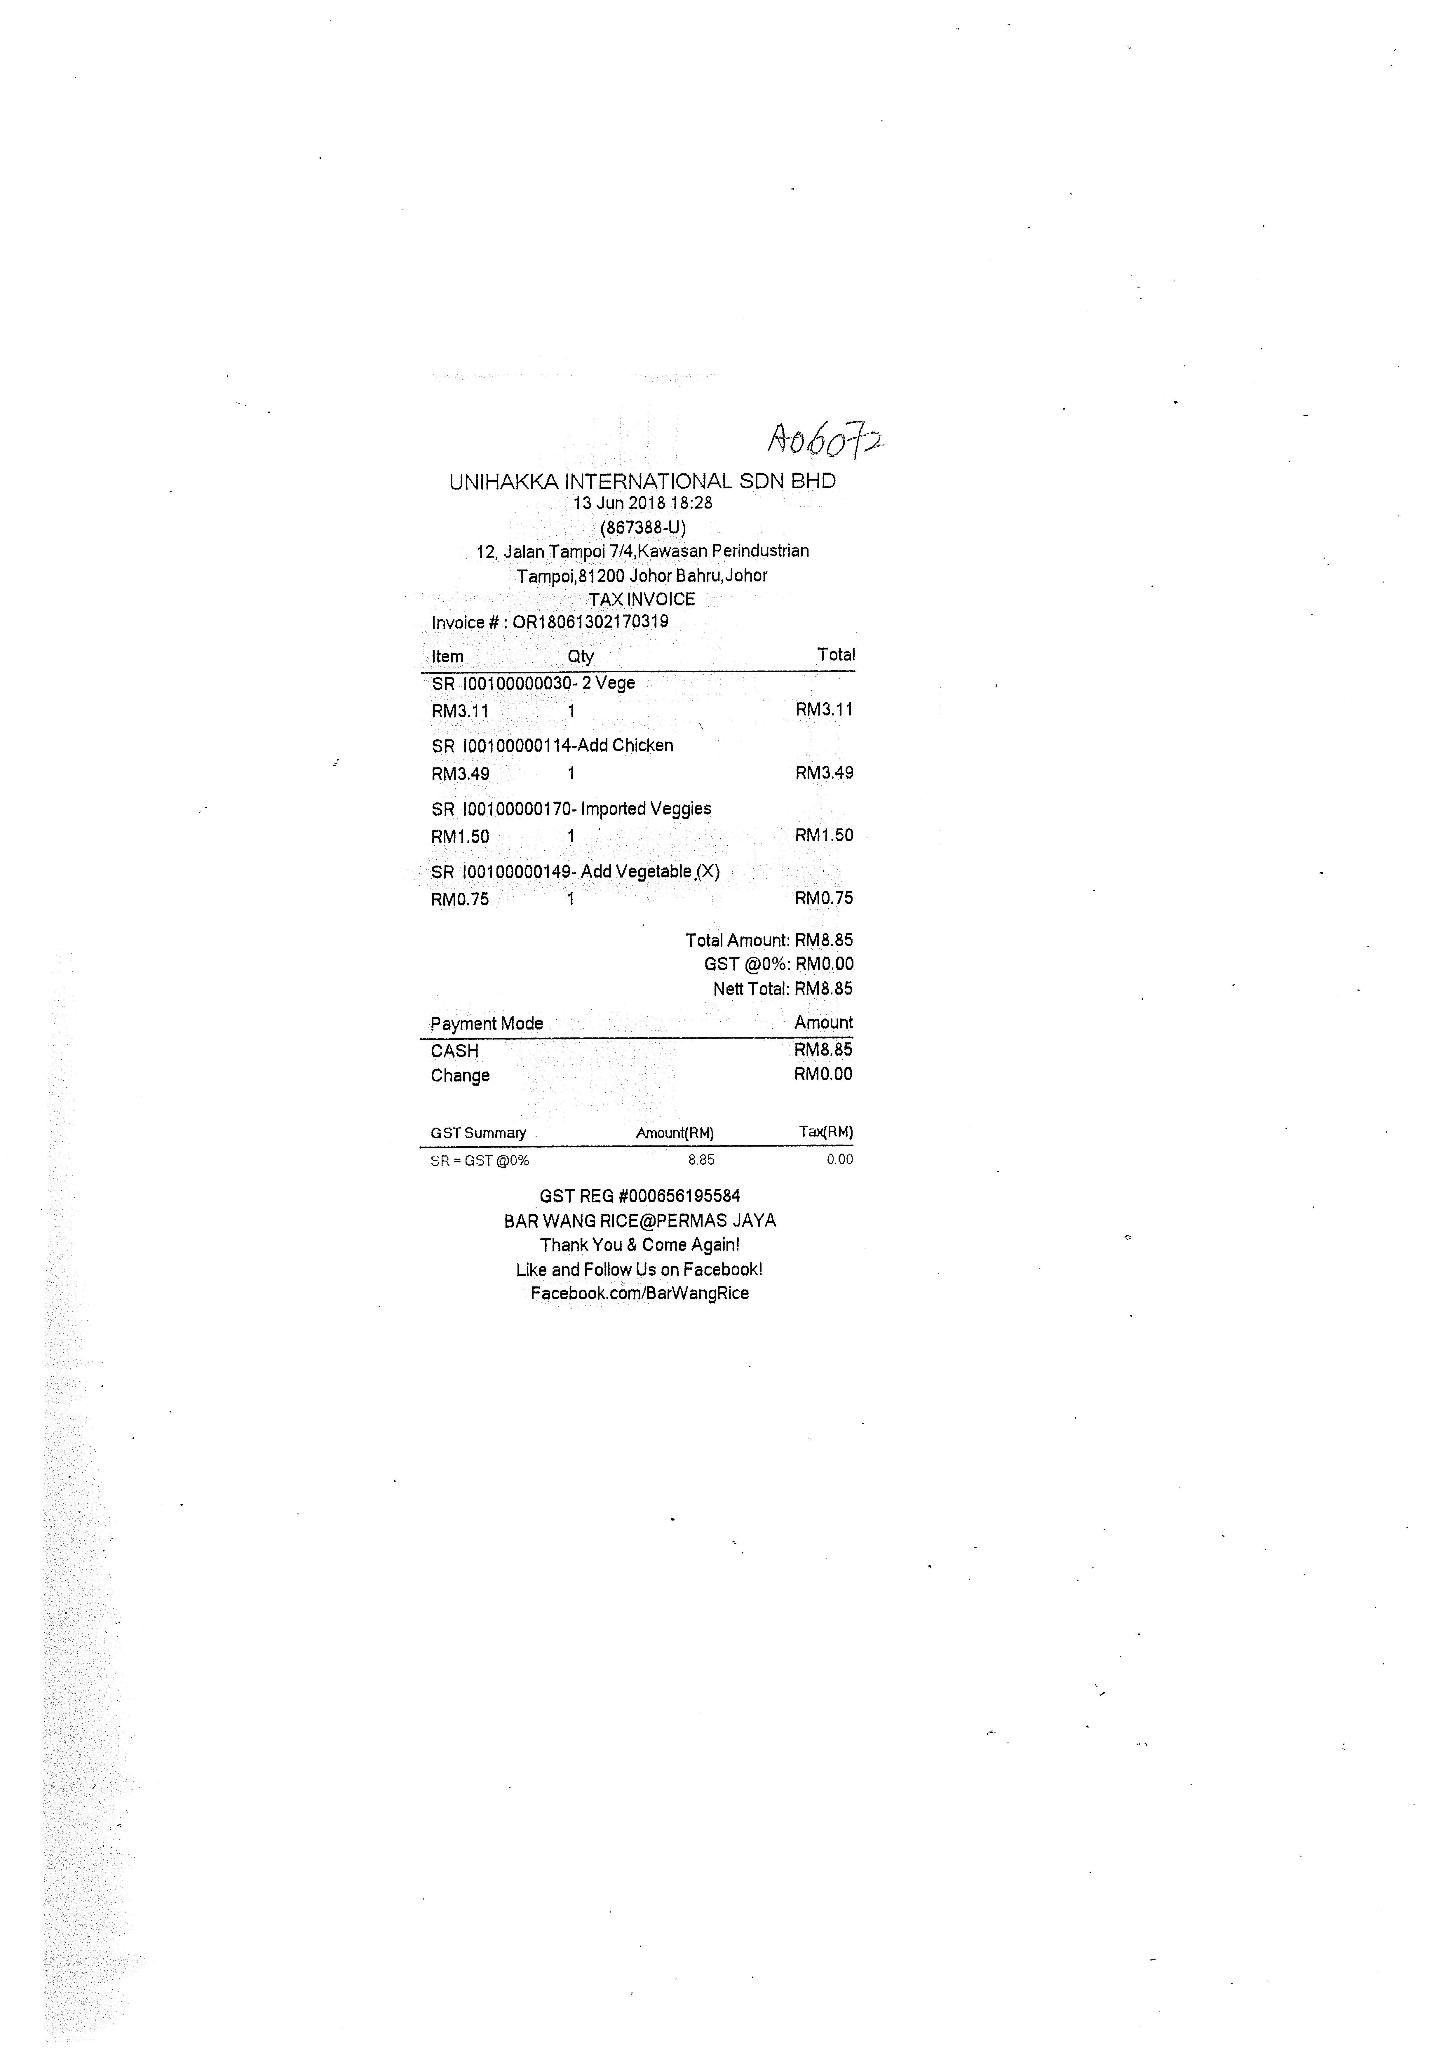 A06072
UNIHAKKA INTERNATIONAL SDN BHD
13 Jun 2018 18:28
(867388-U)
12, Jalan Tampoi 7/4,Kawasan Perindustrian
Tampoi,81200 Johor Bahru,Johor
TAX INVOICE
Invoice # : OR18061302170319
Item Qty Total
SR I00100000030- 2 Vege
RM3.11 1 RM3.11
SR I00100000114-Add Chicken
RM3.49 1 RM3.49
SR I00100000170- Imported Veggies
RM1.50 1 RM1.50
SR I00100000149- Add Vegetable (X)
RM0.75 1 RM0.75
Total Amount: RM8.85
GST @0%: RM0.00
Nett Total: RM8.85
Payment Mode Amount
CASH RM8.85
Change RM0.00
GST Summary Amount(RM) Tax(RM)
SR = GST @0% 8.85 0.00
GST REG #000656195584
BAR WANG RICE@PERMAS JAYA
Thank You & Come Again!
Like and Follow Us on Facebook!
Facebook.com/BarWangRice